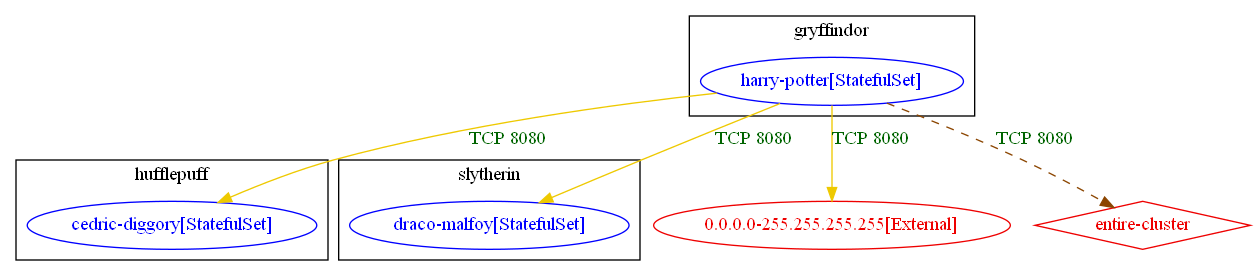 gryffindor
harry-potter[StatefulSet]
TCP 8080
TCP 8080
TCP 8080
TCP 8080
hufflepuff
slytherin
cedric-diggory[StatefulSet]
draco-malfoy[StatefulSet]
0.0.0.0-255.255.255.255[External]
entire-cluster